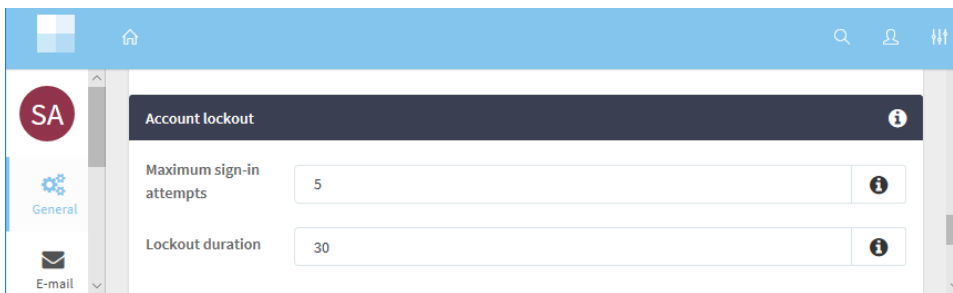 SA
General
E-mail
Account lockout
Maximum sign-in
attempts
5
Lockout duration
30